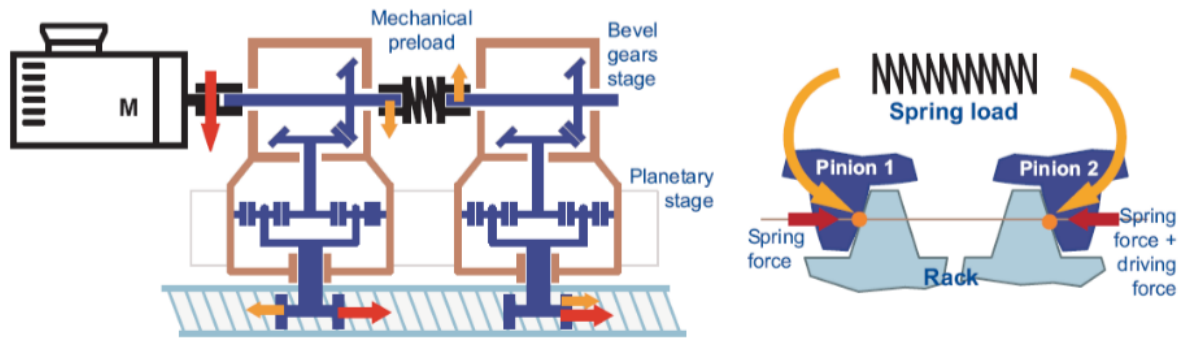 Mechanical
preload
Bevel
gears
stage
M
Planetary
stage
Spring load
Pinion 1
Pinion 2
Spring
force
Spring
force +
driving
force
Rack